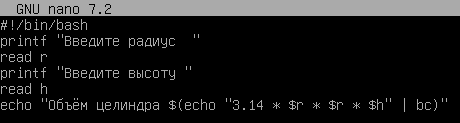 GNU nano 7.2
#!/bin/bash
printf "Введите радиус  "
read r
printf "Введите высоту "
read h
echo "Объём целиндра $(echo "3.14 * $r * $r * $h" | bc)"